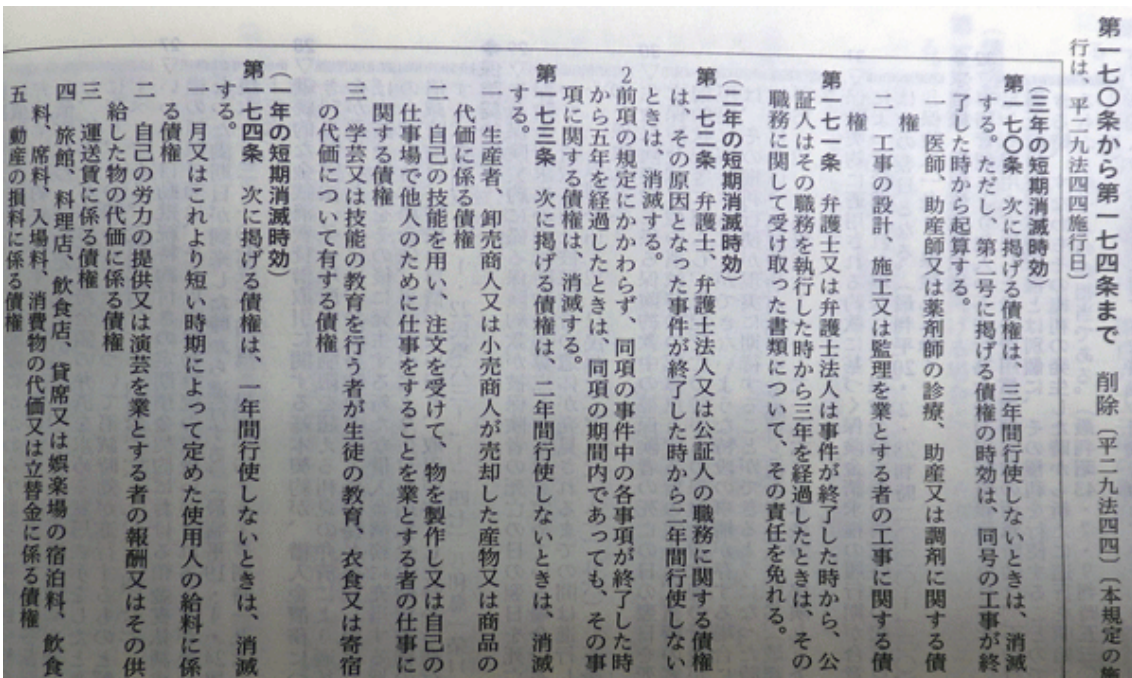 第一七〇条から第一七四条まで　削除〔平二九法四四〕〔本規定の施
行は、平二九法四四施行日〕
（三年の短期消滅時効）
第一七〇条　次に掲げる債権は、三年間行使しないときは、消滅
する。ただし、第二号に掲げる債権の時効は、同号の工事が終
了した時から起算する。
一　医師、助産師又は薬剤師の診療、助産又は調剤に関する債
権
二　工事の設計、施工又は監理を業とする者の工事に関する債
権
第一七一条　弁護士又は弁護士法人は事件が終了した時から、公
証人はその職務を執行した時から三年を経過したときは、その
職務に関して受け取った書類について、その責任を免れる。
（二年の短期消滅時効）
第一七二条　弁護士、弁護士法人又は公証人の職務に関する債権
は、その原因となった事件が終了した時から二年間行使しない
ときは、消滅する。
2　前項の規定にかかわらず、同項の事件中の各事項が終了した時
から五年を経過したときは、同項の期間内であっても、その事
項に関する債権は、消滅する。
第一七三条　次に掲げる債権は、二年間行使しないときは、消滅
する。
一　生産者、卸売商人又は小売商人が売却した産物又は商品の
代価に係る債権
二　自己の技能を用い、注文を受けて、物を製作し又は自己の
仕事場で他人のために仕事をすることを業とする者の仕事に
関する債権
三　学芸又は技能の教育を行う者が生徒の教育、衣食又は寄宿
の代価について有する債権
（一年の短期消滅時効）
第一七四条　次に掲げる債権は、一年間行使しないときは、消滅
する。
一　月又はこれより短い時期によって定めた使用人の給料に係
る債権
二　自己の労力の提供又は演芸を業とする者の報酬又はその供
給した物の代価に係る債権
三　運送賃に係る債権
四　旅館、料理店、飲食店、貸席又は娯楽場の宿泊料、飲食
料、席料、入場料、消費物の代価又は立替金に係る債権
五　動産の損料に係る債権